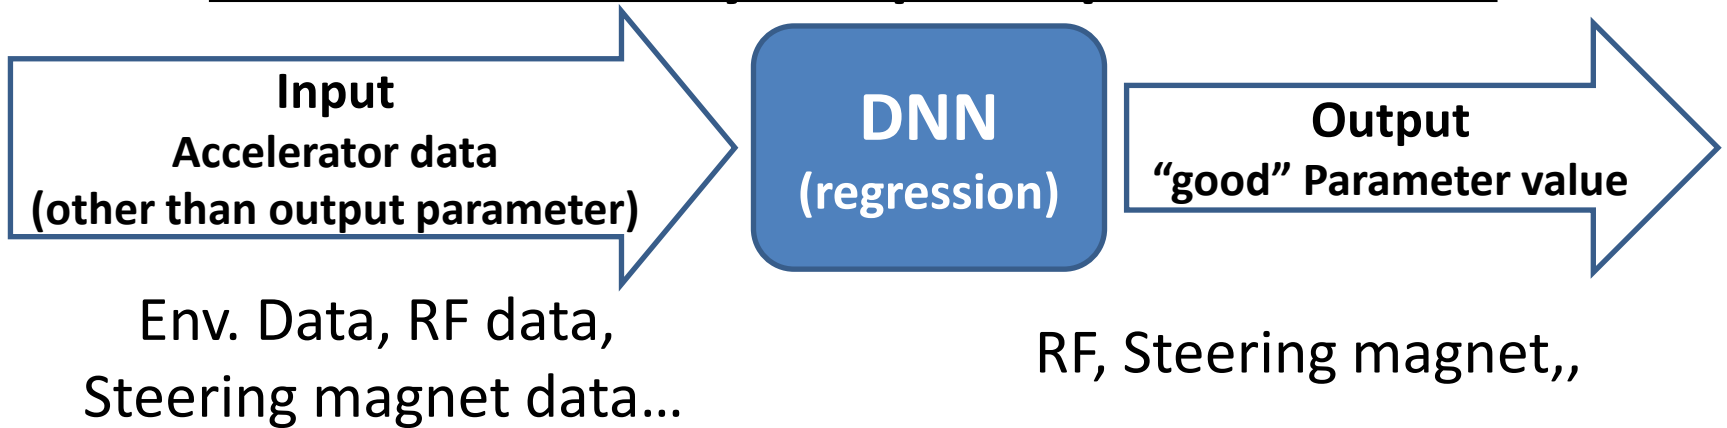 Input
Accelerator data
(other than output parameter)
DNN
(regression)
Output
“good” Parameter value
Env. Data, RF data,
Steering magnet data...
RF, Steering magnet,,